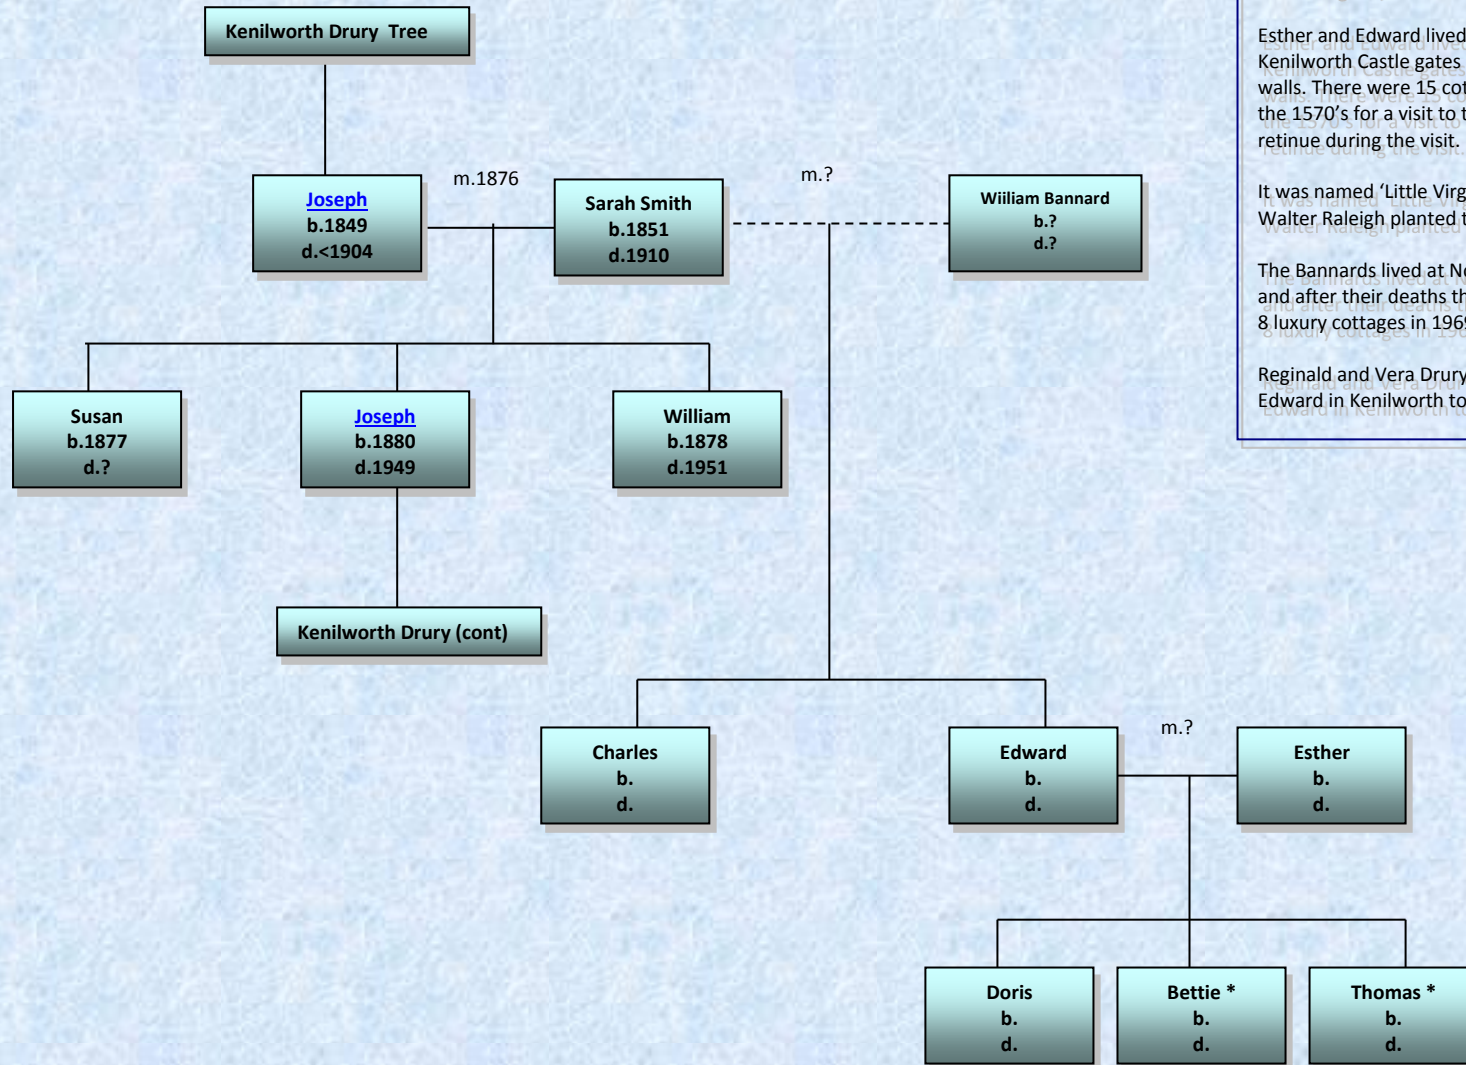 Kenilworth Drury Tree
Esther and Edward lived
Kenilworth Castle gates
walls. There were 15 cot
the 1570's for a visit to t
retinue during the visit.
It was named ‘Little Virg
Walter Raleigh planted t
The Bannards lived at No
and after their deaths th
8 luxury cottages in 1969
Reginald and Vera Drury
Edward in Kenilworth to
Joseph
b.1849
d.<1904
m.1876
Sarah Smith
b.1851
d.1910
m.?
Wiiliam Bannard
b.?
d.?
Susan
b.1877
d.?
Joseph
b.1880
d.1949
William
b.1878
d.1951
Kenilworth Drury (cont)
Charles
b.
d.
Edward
b.
d.
m.?
Esther
b.
d.
Doris
b.
d.
Bettie *
b.
d.
Thomas *
b.
d.